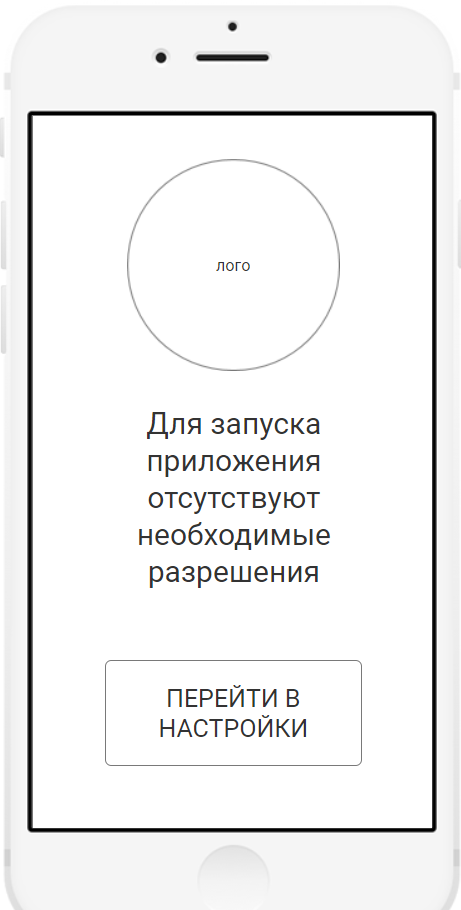 лого
Для запуска
приложения
отсутствуют
необходимые
разрешения
ПЕРЕЙТИ В
НАСТРОЙКИ